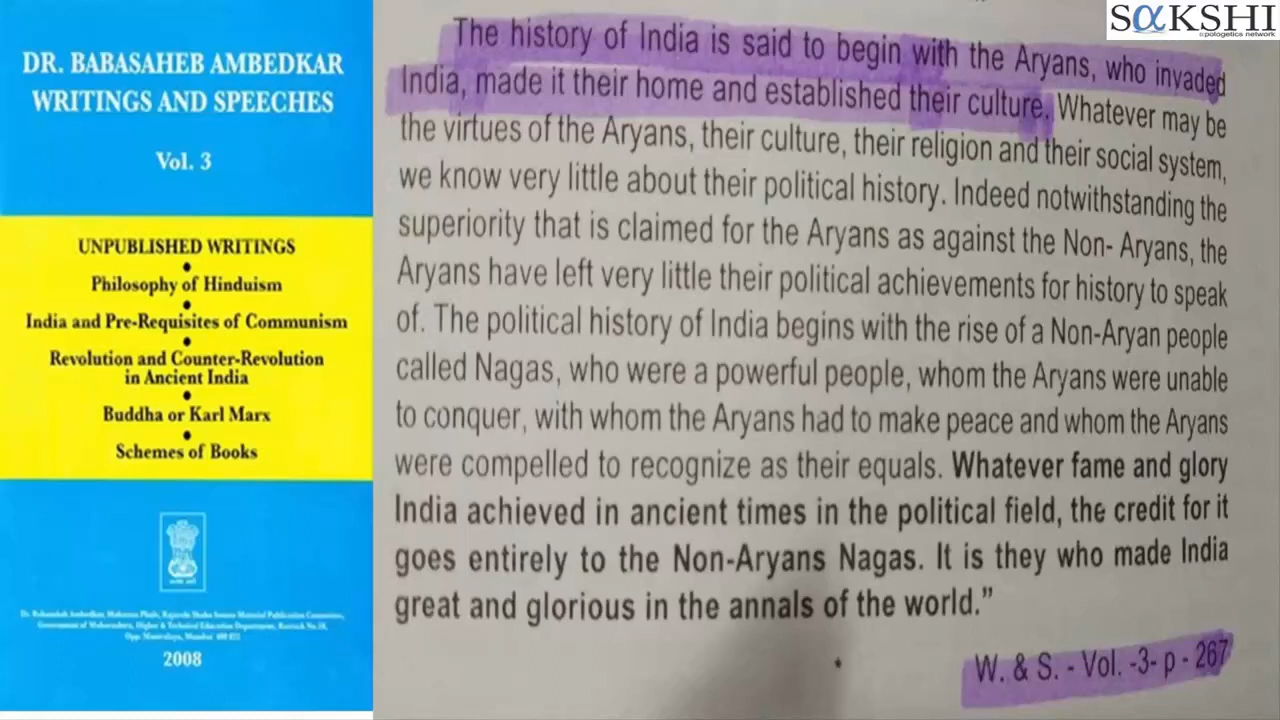 DR. BABASAHEB AMBEDKAR
WRITINGS AND SPEECHES
Vol. 3
UNPUBLISHED WRITINGS
•
Philosophy of Hinduism
•
India and Pre-Requisites of Communism
•
Revolution and Counter-Revolution
in Ancient India
•
Buddha or Karl Marx
•
Schemes of Books
2008
SαKSHI
αpologetics network
The history of India is said to begin with the Aryans, who invaded
India, made it their home and established their culture. Whatever may be
the virtues of the Aryans, their culture, their religion and their social system,
we know very little about their political history. Indeed notwithstanding the
superiority that is claimed for the Aryans as against the Non- Aryans, the
Aryans have left very little their political achievements for history to speak
of. The political history of India begins with the rise of a Non-Aryan people
called Nagas, who were a powerful people, whom the Aryans were unable
to conquer, with whom the Aryans had to make peace and whom the Aryans
were compelled to recognize as their equals. Whatever fame and glory
India achieved in ancient times in the political field, the credit for it
goes entirely to the Non-Aryans Nagas. It is they who made India
great and glorious in the annals of the world.”
W. & S. - Vol. -3- p - 267